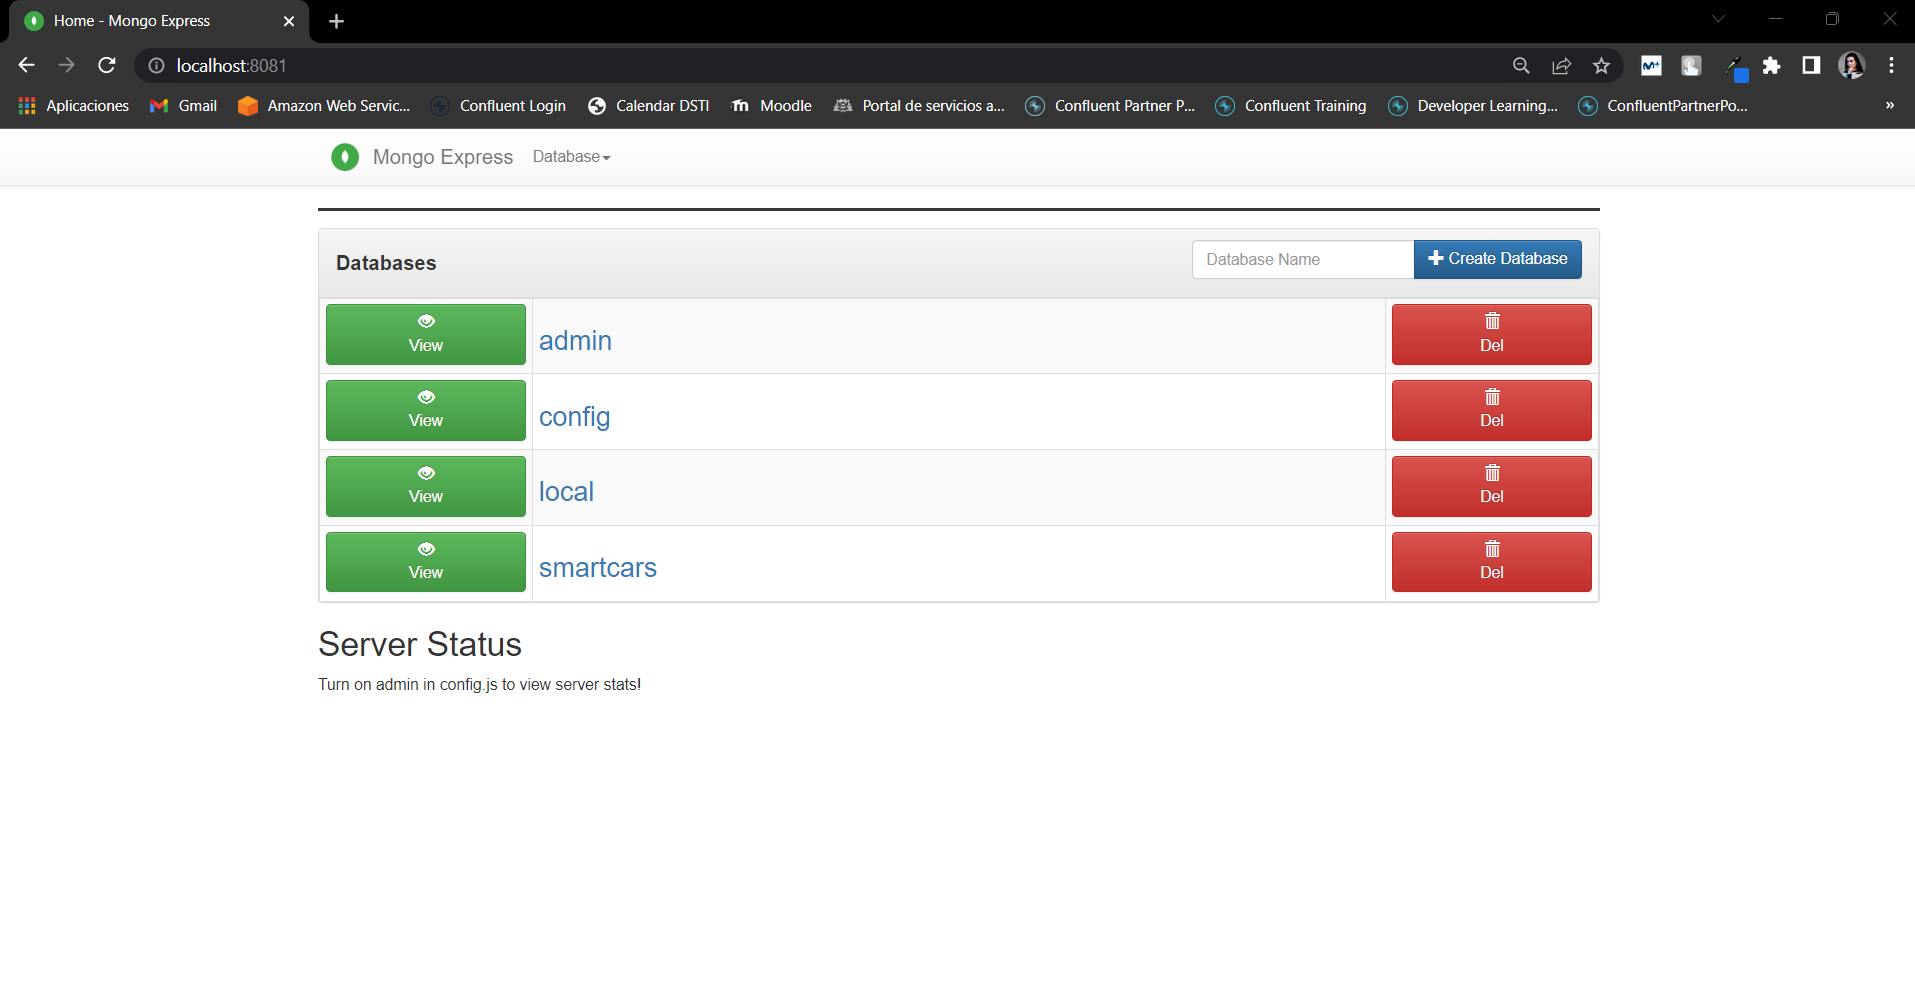 Home - Mongo Express
localhost:8081
Aplicaciones Gmail Amazon Web Servic... Confluent Login Calendar DSTI Moodle Portal de servicios a... Confluent Partner P... Confluent Training Developer Learning... ConfluentPartnerPo... »
Mongo Express Database
Databases Database Name Create Database
View admin Del
View config Del
View local Del
View smartcars Del
Server Status
Turn on admin in config.js to view server stats!